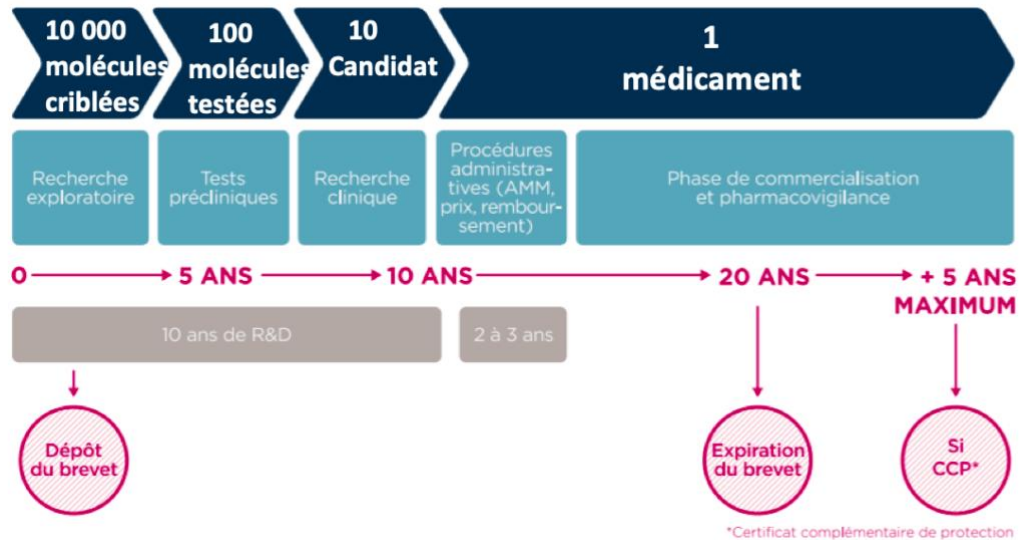 10 000
molécules
criblées
100
molécules
testées
10
Candidat
1
médicament
Recherche
exploratoire
Tests
précliniques
Recherche
clinique
Procédures
administra-
tives (AMM,
prix, rembour-
sement)
Phase de commercialisation
et pharmacovigilance
0
5 ANS
10 ANS
20 ANS
+ 5 ANS
MAXIMUM
10 ans de R&D
2 à 3 ans
Dépôt
du brevet
Expiration
du brevet
Si
CCP*
*Certificat complémentaire de protection